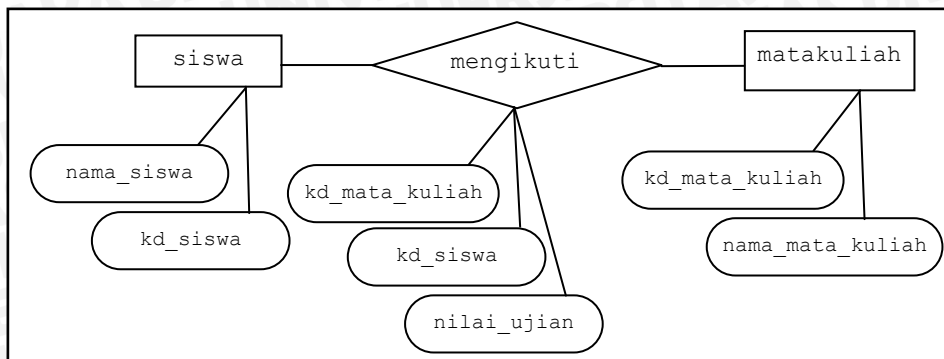 siswa
mengikuti
matakuliah
nama_siswa
kd_siswa
kd_mata_kuliah
kd_siswa
nilai_ujian
kd_mata_kuliah
nama_mata_kuliah